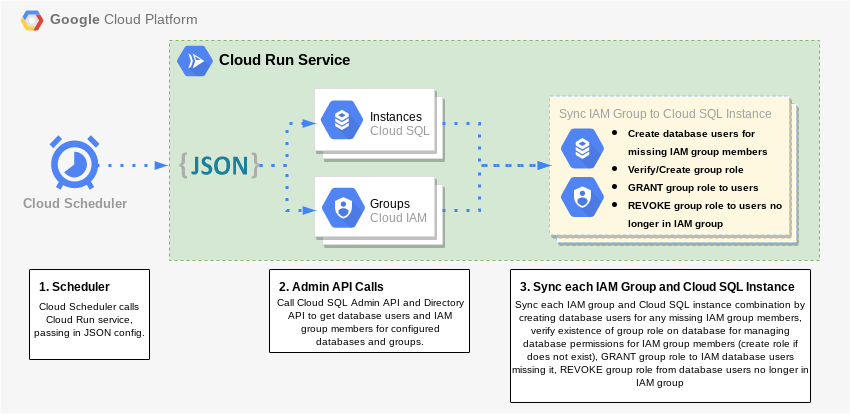 Google Cloud Platform
Cloud Run Service
Cloud Scheduler
{JSON}
Instances
Cloud SQL
Groups
Cloud IAM
Sync IAM Group to Cloud SQL Instance
• Create database users for
missing IAM group members
• Verify/Create group role
• GRANT group role to users
• REVOKE group role to users no
longer in IAM group
1. Scheduler
Cloud Scheduler calls
Cloud Run service,
passing in JSON config.
2. Admin API Calls
Call Cloud SQL Admin API and Directory
API to get database users and IAM
group members for configured
databases and groups.
3. Sync each IAM Group and Cloud SQL Instance
Sync each IAM group and Cloud SQL instance combination by
creating database users for any missing IAM group members,
verify existence of group role on database for managing
database permissions for IAM group members (create role if
does not exist), GRANT group role to IAM database users
missing it, REVOKE group role from database users no longer in
IAM group